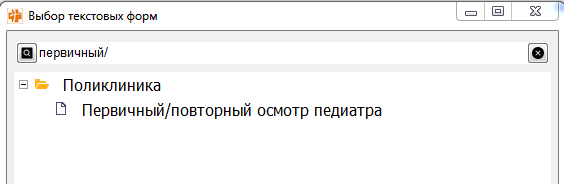 Выбор текстовых форм
первичный/
Поликлиника
Первичный/повторный осмотр педиатра